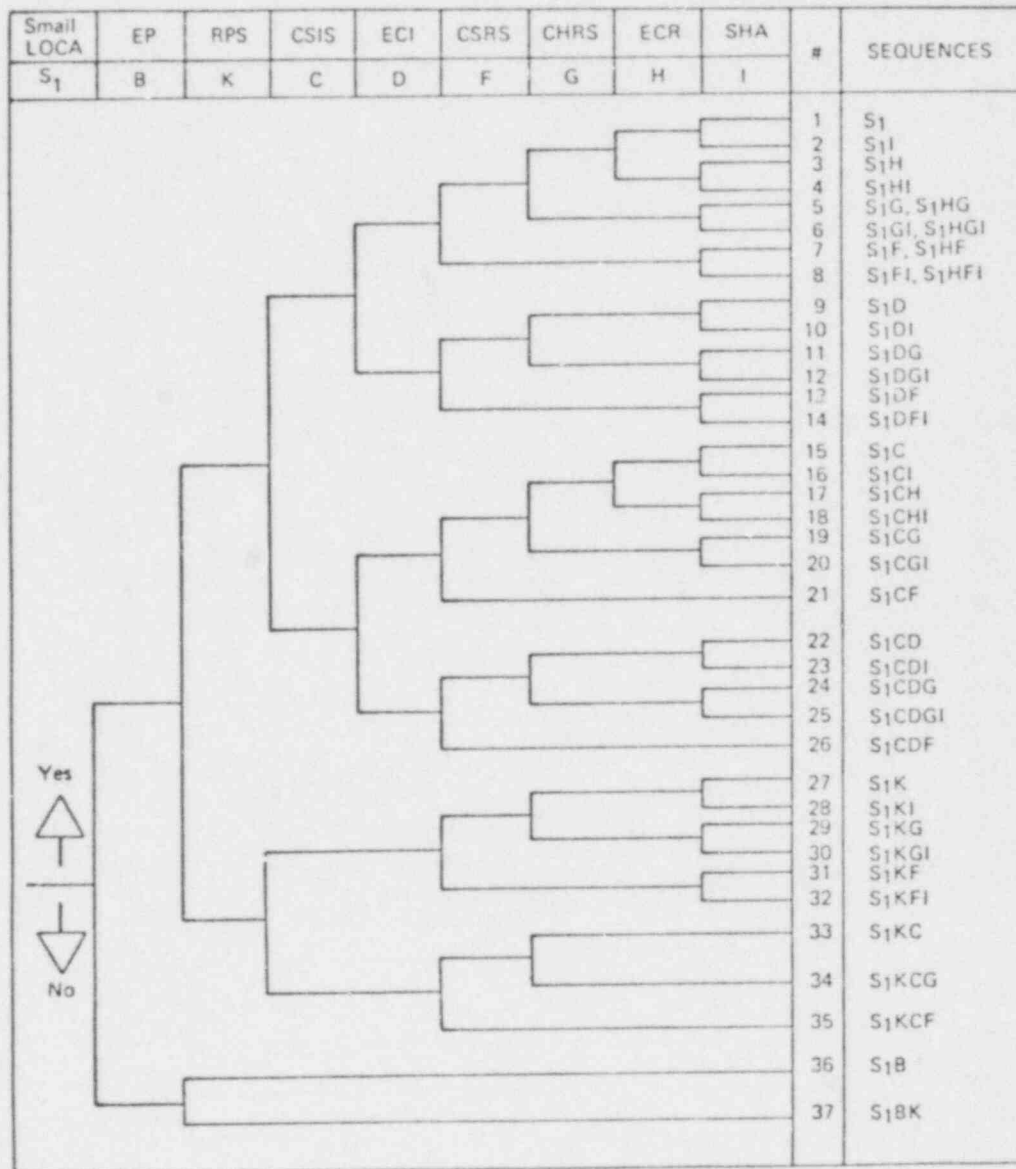 Small LOCA EP RPS CSIS ECI CSRS CHRS ECR SHA # SEQUENCES
S1 B K C D F G H I
1 S1
2 S1I
3 S1H
4 S1HI
5 S1G, S1HG
6 S1GI, S1HGI
7 S1F, S1HF
8 S1FI, S1HFI
9 S1D
10 S1DI
11 S1DG
12 S1DGI
13 S1DF
14 S1DFI
15 S1C
16 S1CI
17 S1CH
18 S1CHI
19 S1CG
20 S1CGI
21 S1CF
22 S1CD
23 S1CDI
24 S1CDG
25 S1CDGI
26 S1CDF
Yes
27 S1K
28 S1KI
29 S1KG
30 S1KGI
31 S1KF
32 S1KFI
33 S1KC
No
34 S1KCG
35 S1KCF
36 S1B
37 S1BK